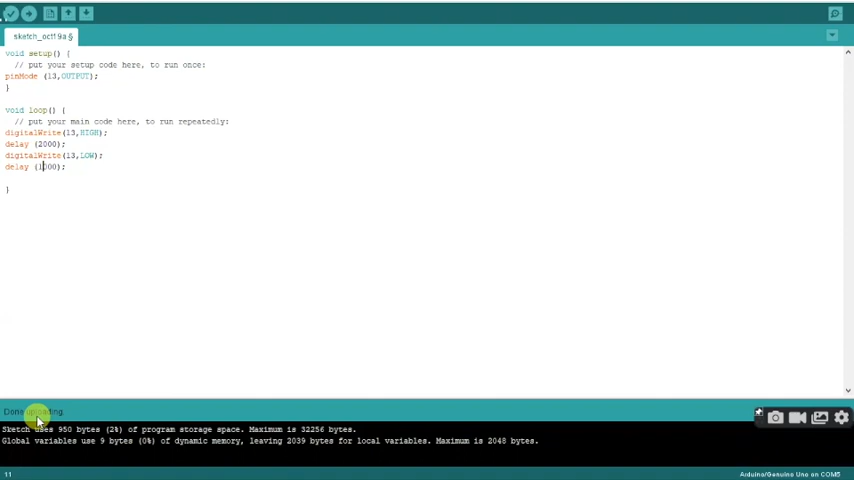 sketch_oct19a §
void setup() {
// put your setup code here, to run once:
pinMode (13,OUTPUT);
}
void loop() {
// put your main code here, to run repeatedly:
digitalWrite(13,HIGH);
delay (2000);
digitalWrite(13,LOW);
delay (1000);
}
Done uploading.
Sketch uses 950 bytes (2%) of program storage space. Maximum is 32256 bytes.
Global variables use 9 bytes (0%) of dynamic memory, leaving 2039 bytes for local variables. Maximum is 2048 bytes.
11
Arduino/Genuino Uno on COM5